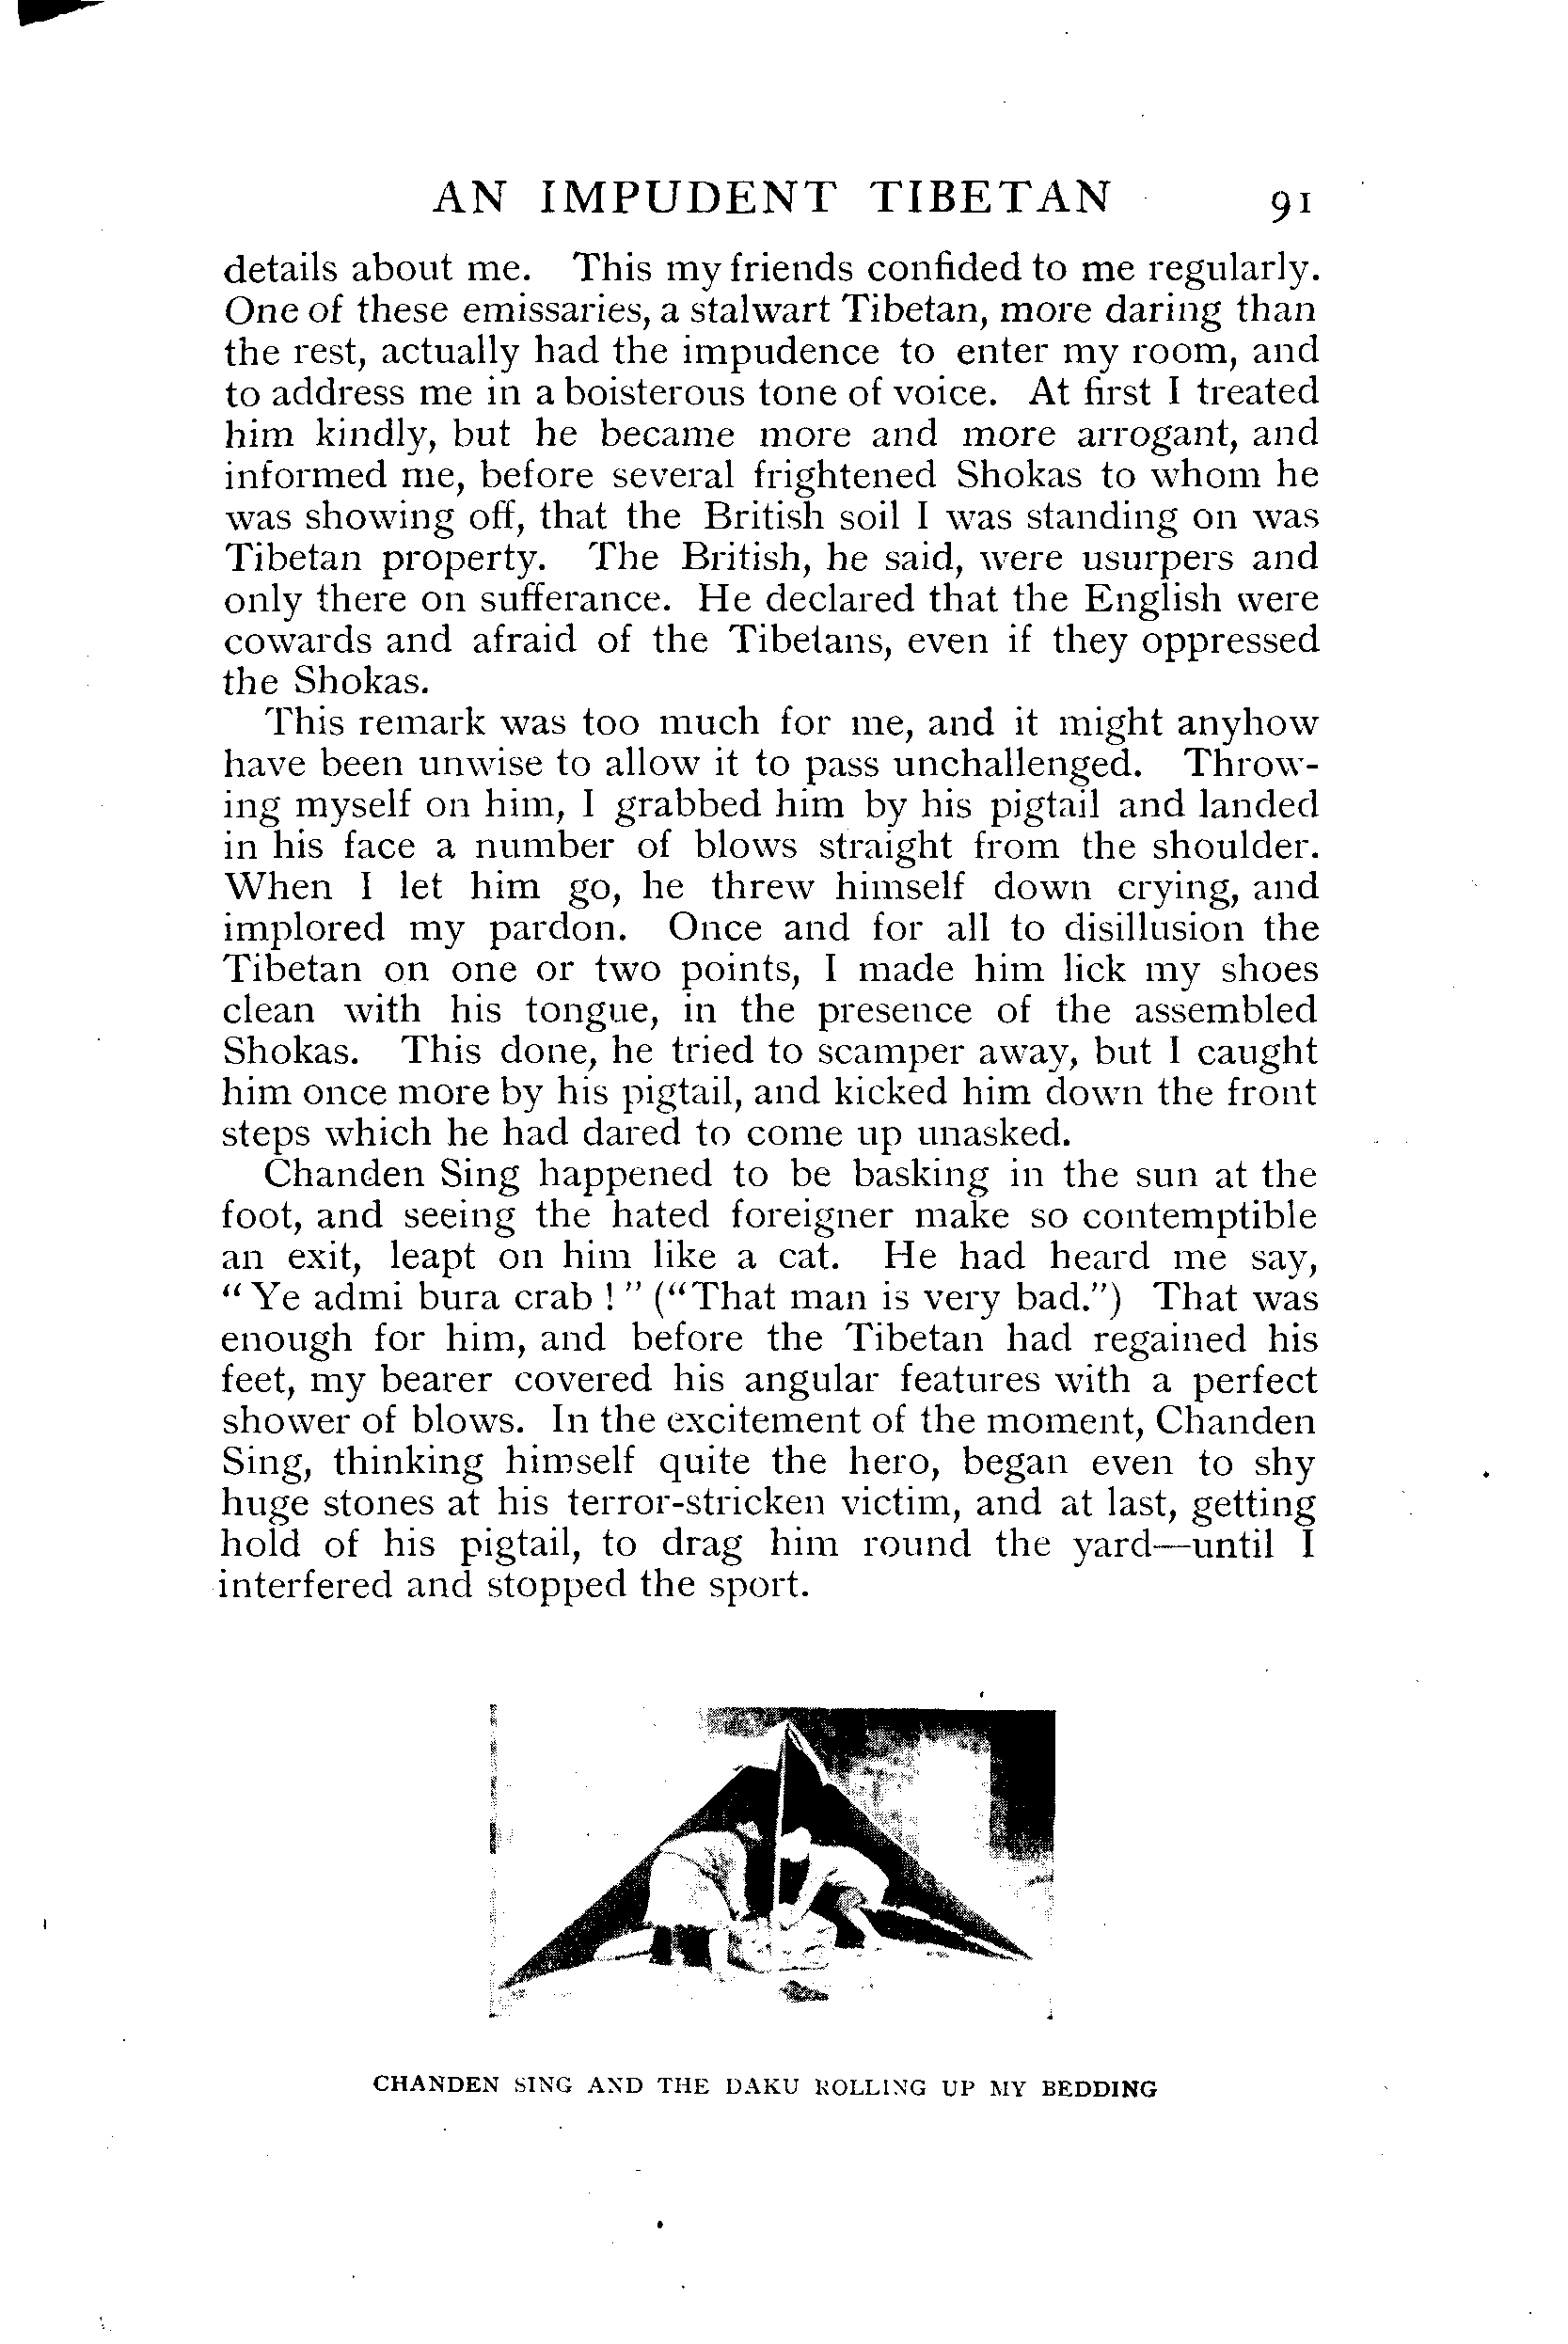 AN IMPUDENT TIBETAN 91
details about me. This my friends confided to me regularly.
One of these emissaries, a stalwart Tibetan, more daring than
the rest, actually had the impudence to enter my room, and
to address me in a boisterous tone of voice. At first I treated
him kindly, but he became more and more arrogant, and
informed me, before several frightened Shokas to whom he
was showing off, that the British soil I was standing on was
Tibetan property. The British, he said, were usurpers and
only there on sufferance. He declared that the English were
cowards and afraid of the Tibetans, even if they oppressed
the Shokas.
This remark was too much for me, and it might anyhow
have been unwise to allow it to pass unchallenged. Throw-
ing myself on him, I grabbed him by his pigtail and landed
in his face a number of blows straight from the shoulder.
When I let him go, he threw himself down crying, and
implored my pardon. Once and for all to disillusion the
Tibetan on one or two points, I made him lick my shoes
clean with his tongue, in the presence of the assembled
Shokas. This done, he tried to scamper away, but I caught
him once more by his pigtail, and kicked him down the front
steps which he had dared to come up unasked.
Chanden Sing happened to be basking in the sun at the
foot, and seeing the hated foreigner make so contemptible
an exit, leapt on him like a cat. He had heard me say,
“Ye admi bura crab ! ” (“That man is very bad.”) That was
enough for him, and before the Tibetan had regained his
feet, my bearer covered his angular features with a perfect
shower of blows. In the excitement of the moment, Chanden
Sing, thinking himself quite the hero, began even to shy
huge stones at his terror-stricken victim, and at last, getting
hold of his pigtail, to drag him round the yard—until I
interfered and stopped the sport.
CHANDEN SING AND THE DAKU ROLLING UP MY BEDDING